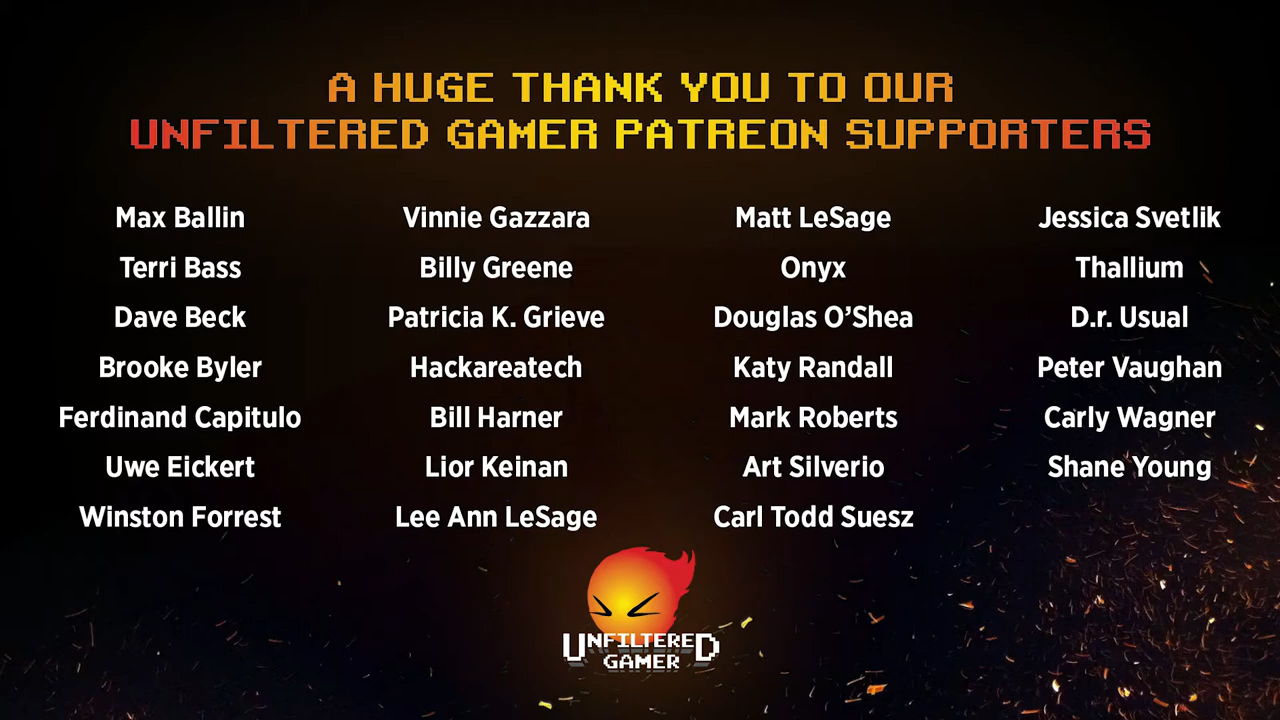 A HUGE THANK YOU TO OUR
UNFILTERED GAMER PATREON SUPPORTERS
Max Ballin
Terri Bass
Dave Beck
Brooke Byler
Ferdinand Capitulo
Uwe Eickert
Winston Forrest
Vinnie Gazzara
Billy Greene
Patricia K. Grieve
Hackareatech
Bill Harner
Lior Keinan
Lee Ann LeSage
Matt LeSage
Onyx
Douglas O’Shea
Katy Randall
Mark Roberts
Art Silverio
Carl Todd Suesz
Jessica Svetlik
Thallium
D.r. Usual
Peter Vaughan
Carly Wagner
Shane Young
UNFILTERED
GAMER